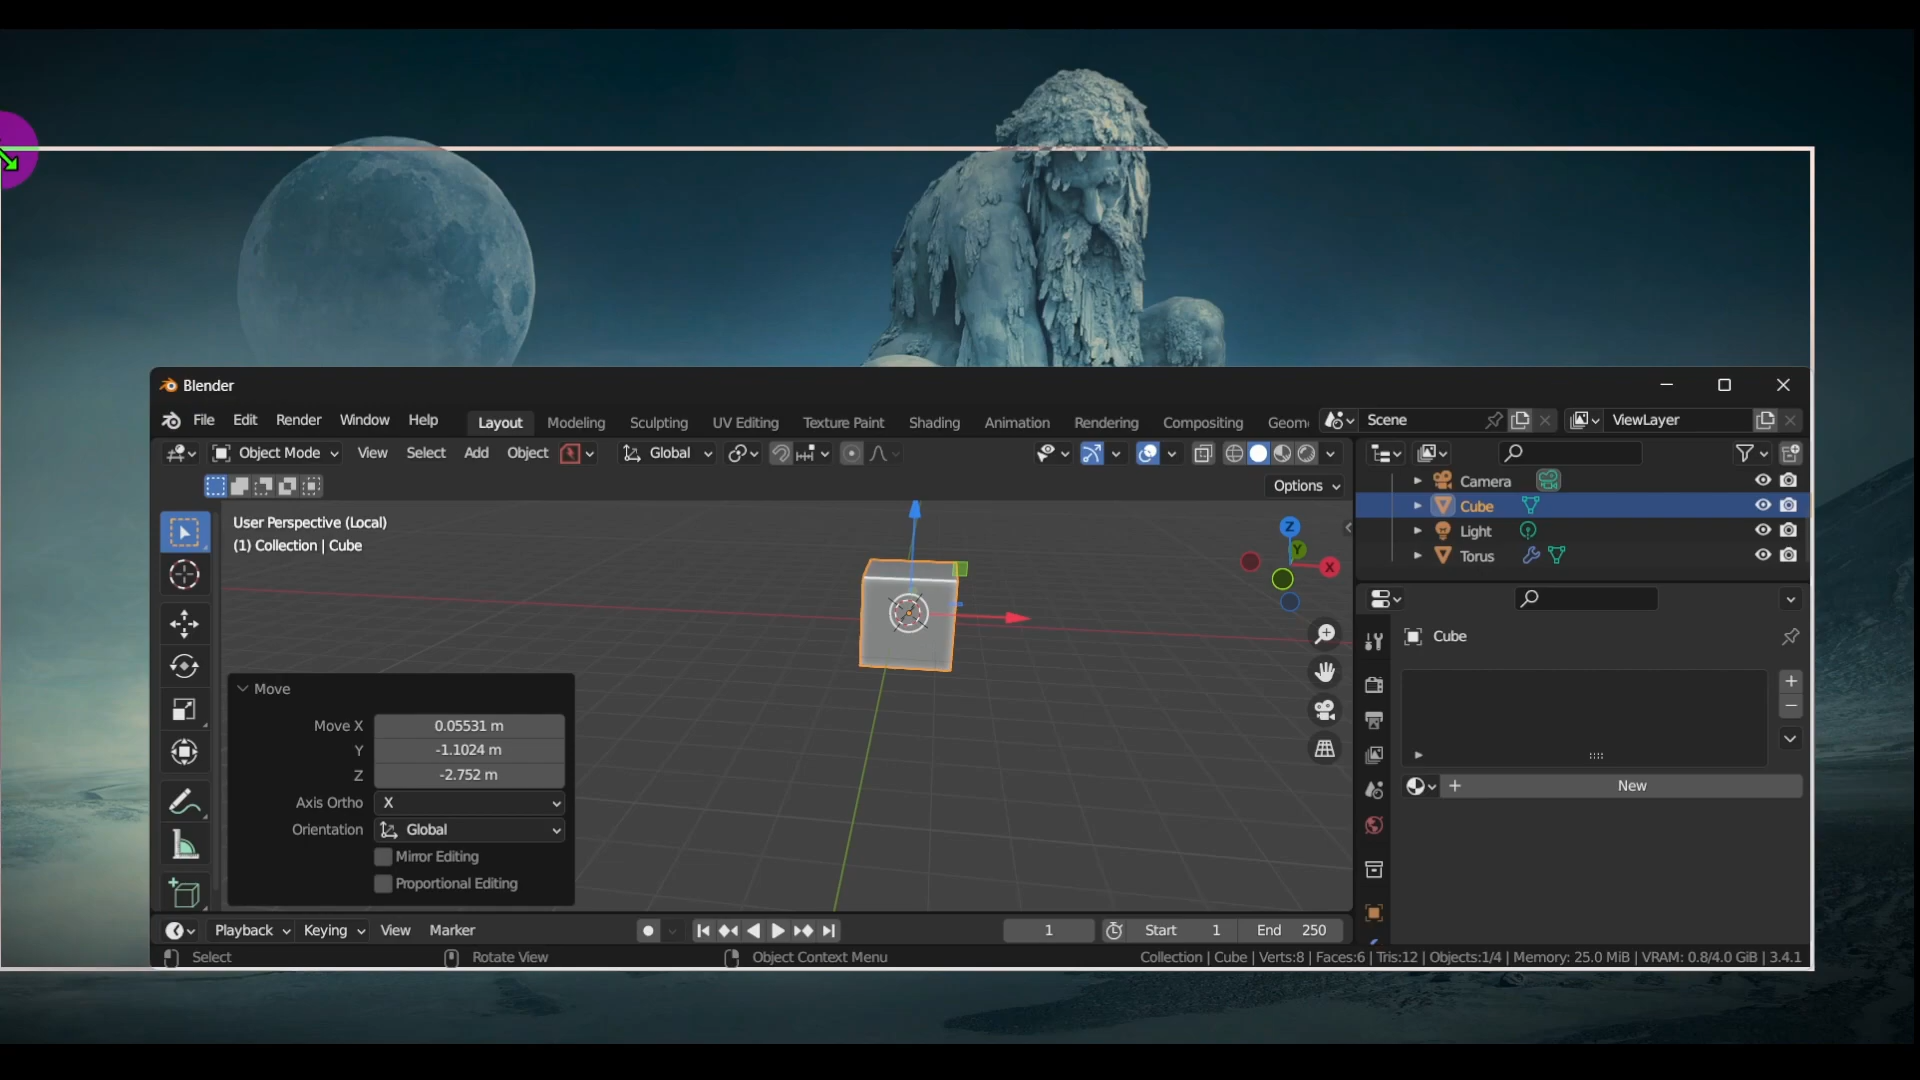 Blender
File Edit Render Window Help Layout Modeling Sculpting UV Editing Texture Paint Shading Animation Rendering Compositing Geom Scene ViewLayer
Object Mode View Select Add Object Global
Options
User Perspective (Local)
(1) Collection | Cube
Z
Y
X
Camera
Cube
Light
Torus
Cube
New
Move
Move X 0.05531 m
Y -1.1024 m
Z -2.752 m
Axis Ortho X
Orientation Global
Mirror Editing
Proportional Editing
Playback Keying View Marker 1 Start 1 End 250
Select Rotate View Object Context Menu Collection | Cube | Verts:8 | Faces:6 | Tris:12 | Objects:1/4 | Memory: 25.0 MiB | VRAM: 0.8/4.0 GiB | 3.4.1